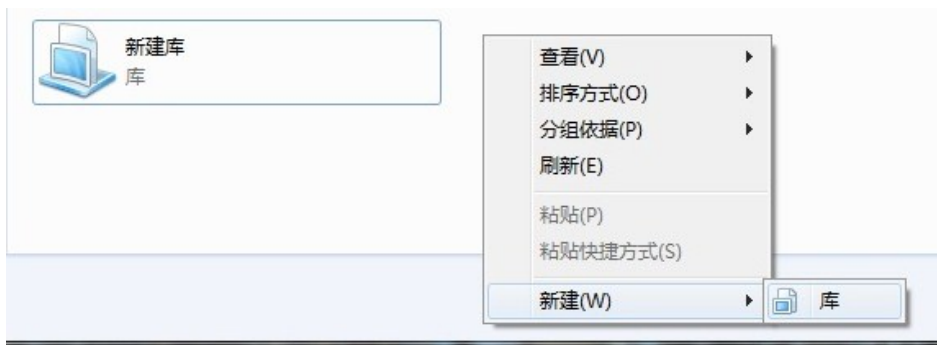 新建库
库
查看(V)
排序方式(O)
分组依据(P)
刷新(E)
粘贴(P)
粘贴快捷方式(S)
新建(W)
库